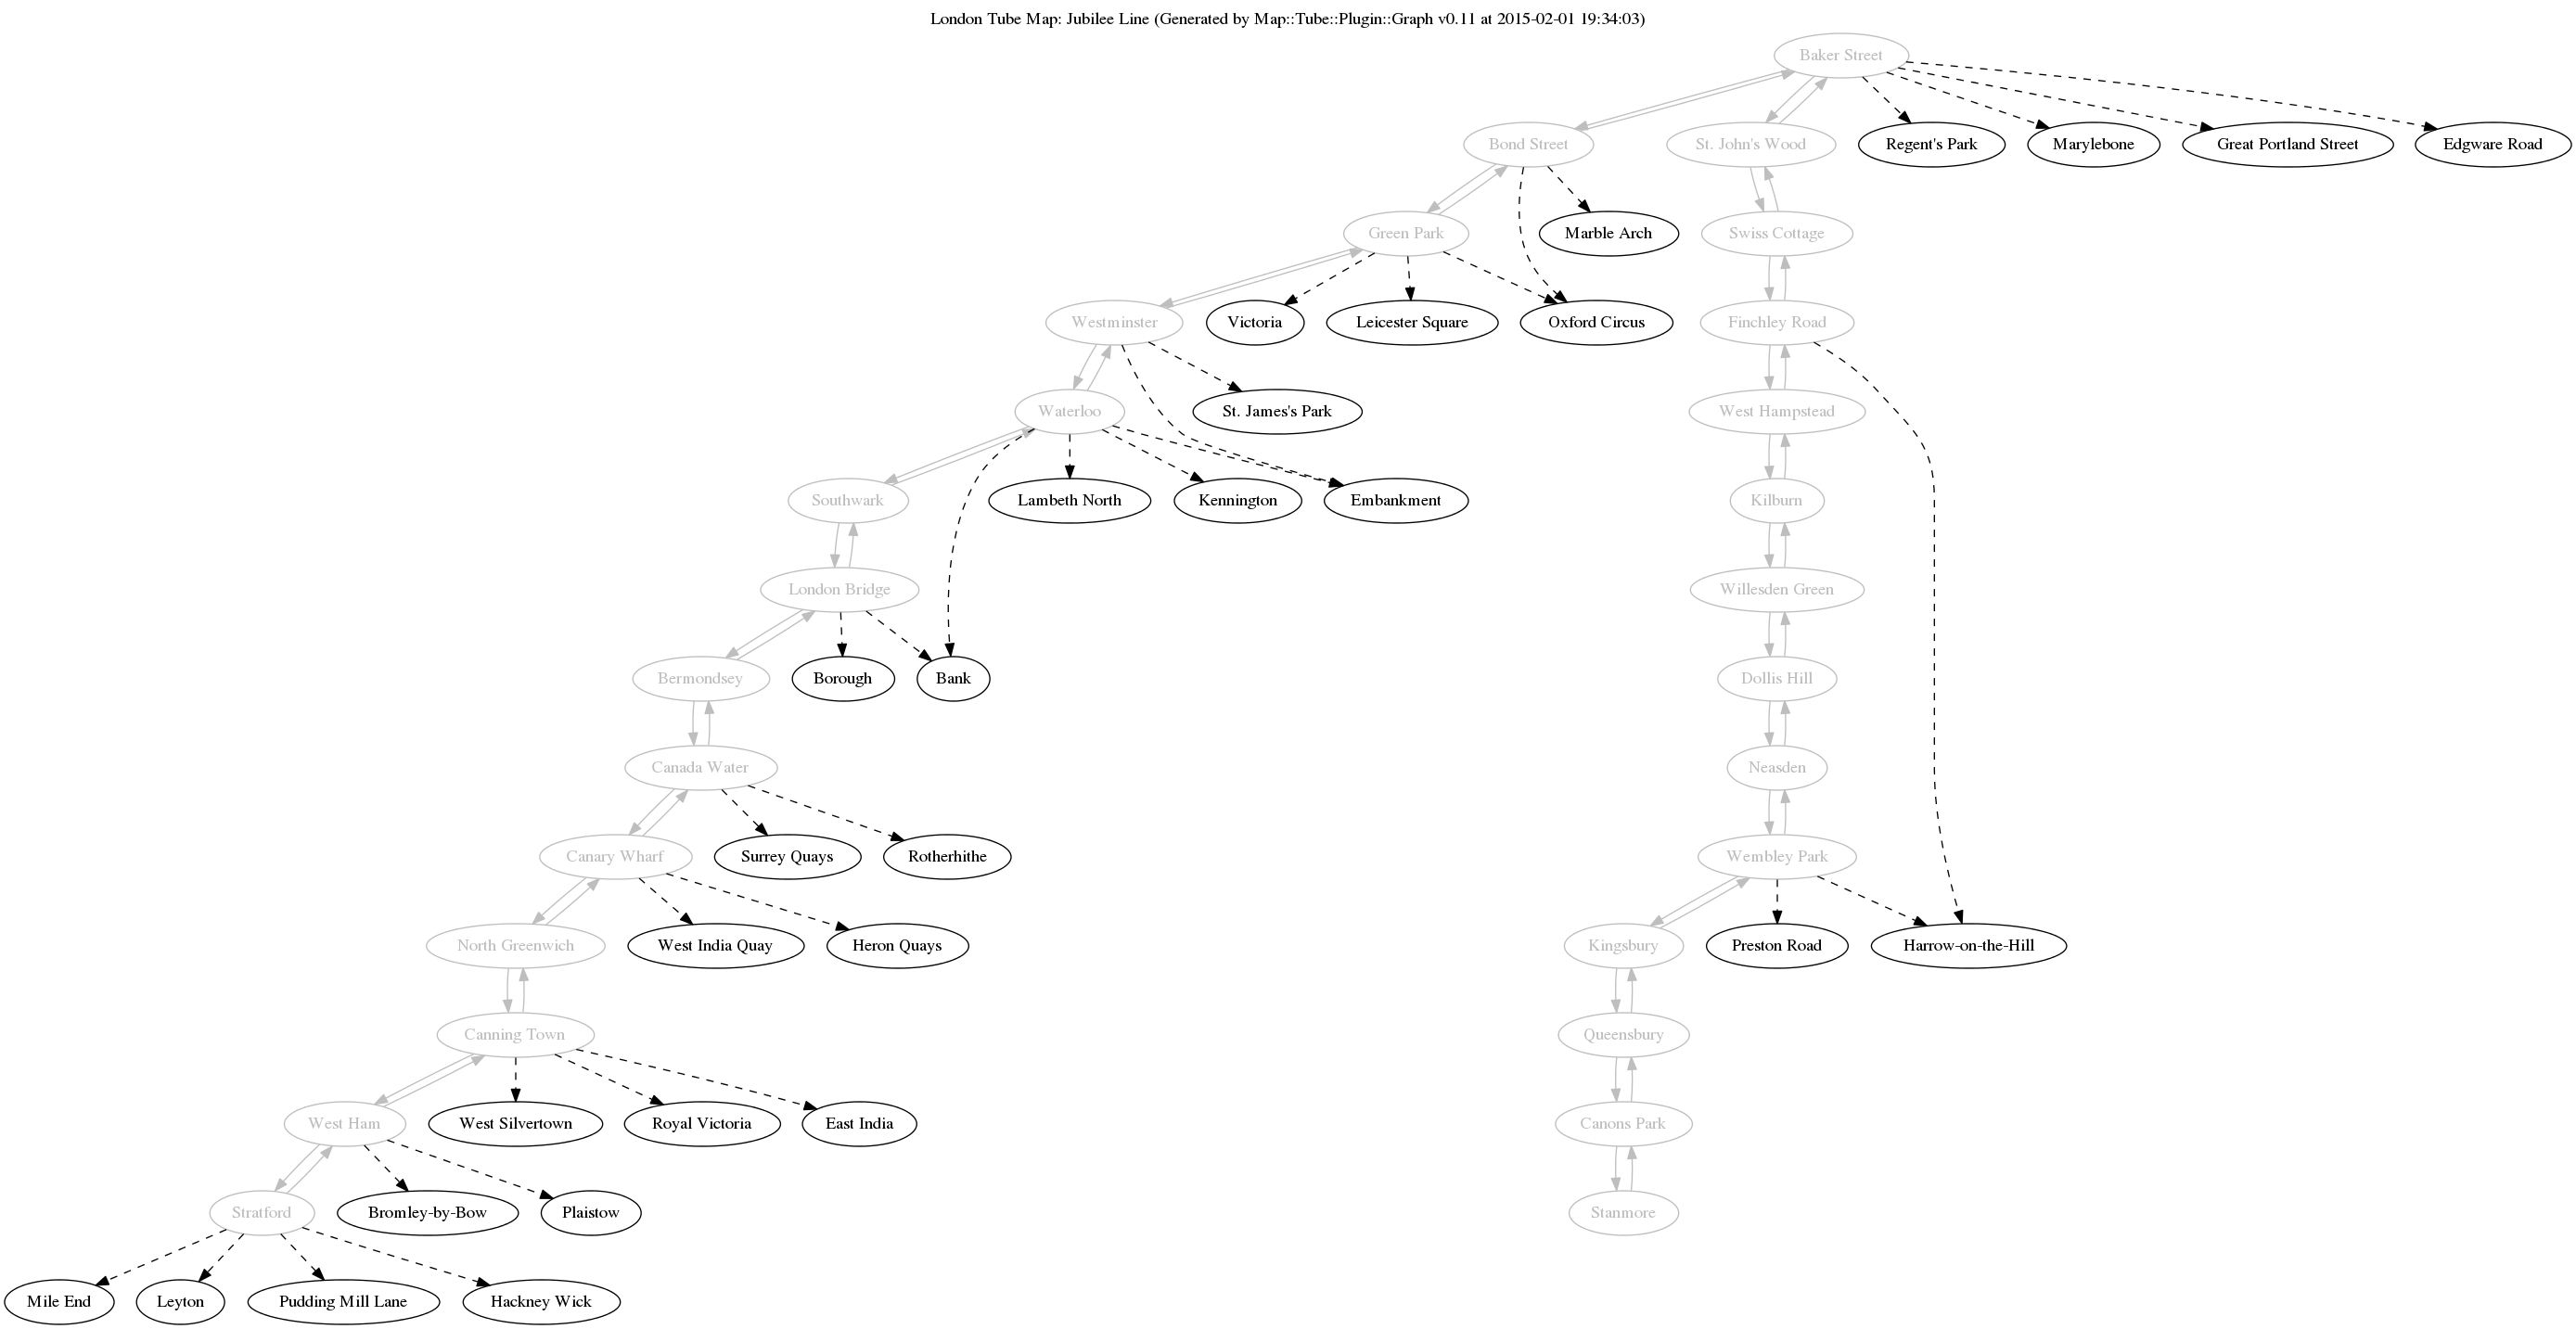 London Tube Map: Jubilee Line (Generated by Map::Tube::Plugin::Graph v0.11 at 2015-02-01 19:34:03)
Baker Street
Bond Street
St. John's Wood
Regent's Park
Marylebone
Great Portland Street
Edgware Road
Green Park
Marble Arch
Swiss Cottage
Westminster
Victoria
Leicester Square
Oxford Circus
Finchley Road
Waterloo
St. James's Park
West Hampstead
Southwark
Lambeth North
Kennington
Embankment
Kilburn
London Bridge
Willesden Green
Bermondsey
Borough
Bank
Dollis Hill
Canada Water
Neasden
Canary Wharf
Surrey Quays
Rotherhithe
Wembley Park
North Greenwich
West India Quay
Heron Quays
Kingsbury
Preston Road
Harrow-on-the-Hill
Canning Town
Queensbury
West Ham
West Silvertown
Royal Victoria
East India
Canons Park
Stratford
Bromley-by-Bow
Plaistow
Stanmore
Mile End
Leyton
Pudding Mill Lane
Hackney Wick